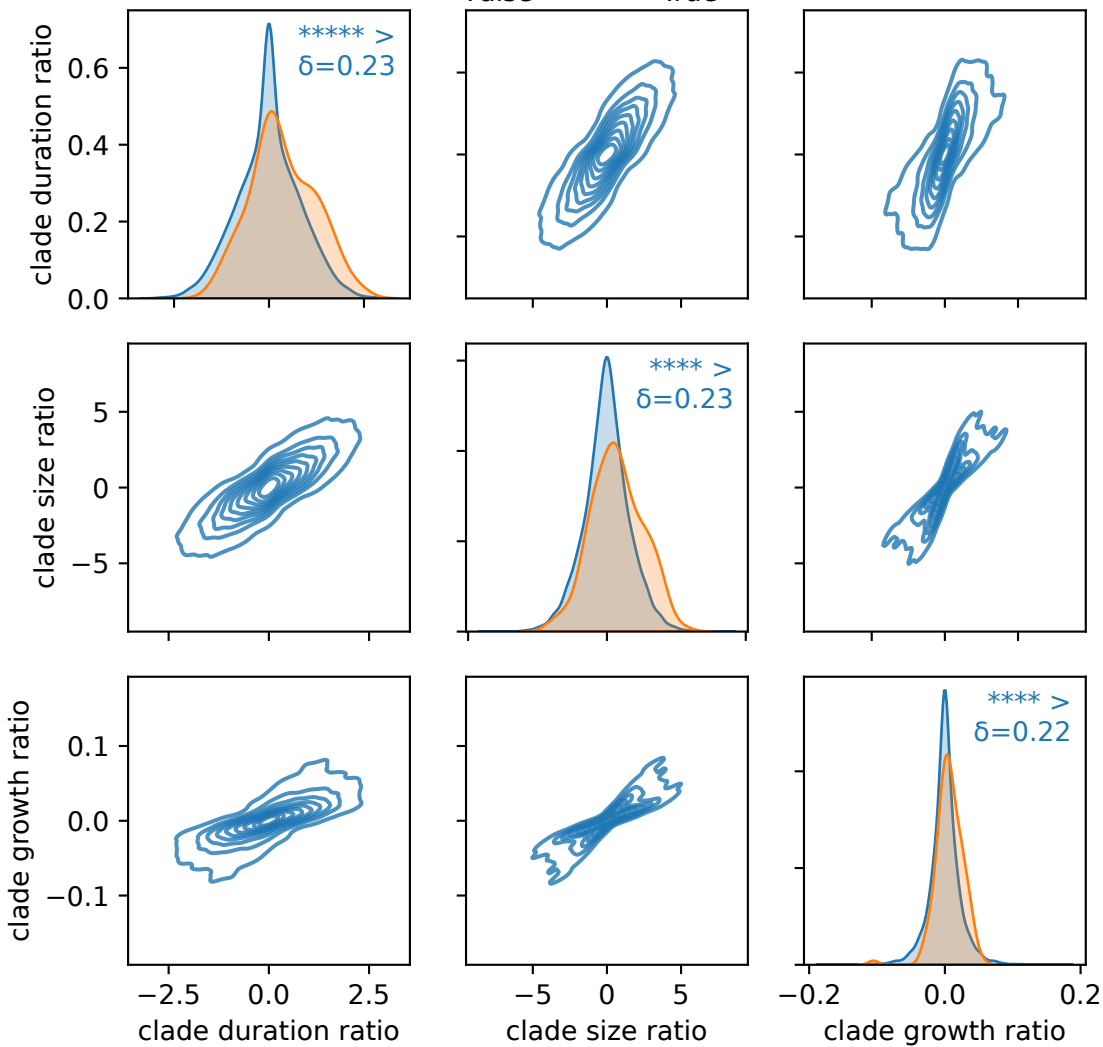 clade duration ratio
0.6
0.4
0.2
0.0
***** >
δ=0.23
clade size ratio
5
0
−5
**** >
δ=0.23
clade growth ratio
0.1
0.0
−0.1
**** >
δ=0.22
−2.5 0.0 2.5
−5 0 5
−0.2 0.0 0.2
clade duration ratio
clade size ratio
clade growth ratio